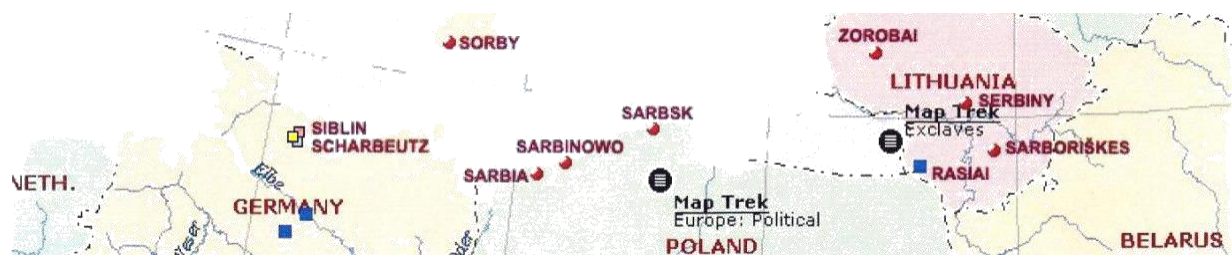 ZOROBAI
SORBY
LITHUANIA
SERBINY
SARBSK
Map Trek
Exclaves
SIBLIN
SCHARBEUTZ
SARBINOWO
SARBORIŠKES
SARBIA
RASIAI
Elbe
NETH.
Map Trek
Europe: Political
GERMANY
POLAND
BELARUS